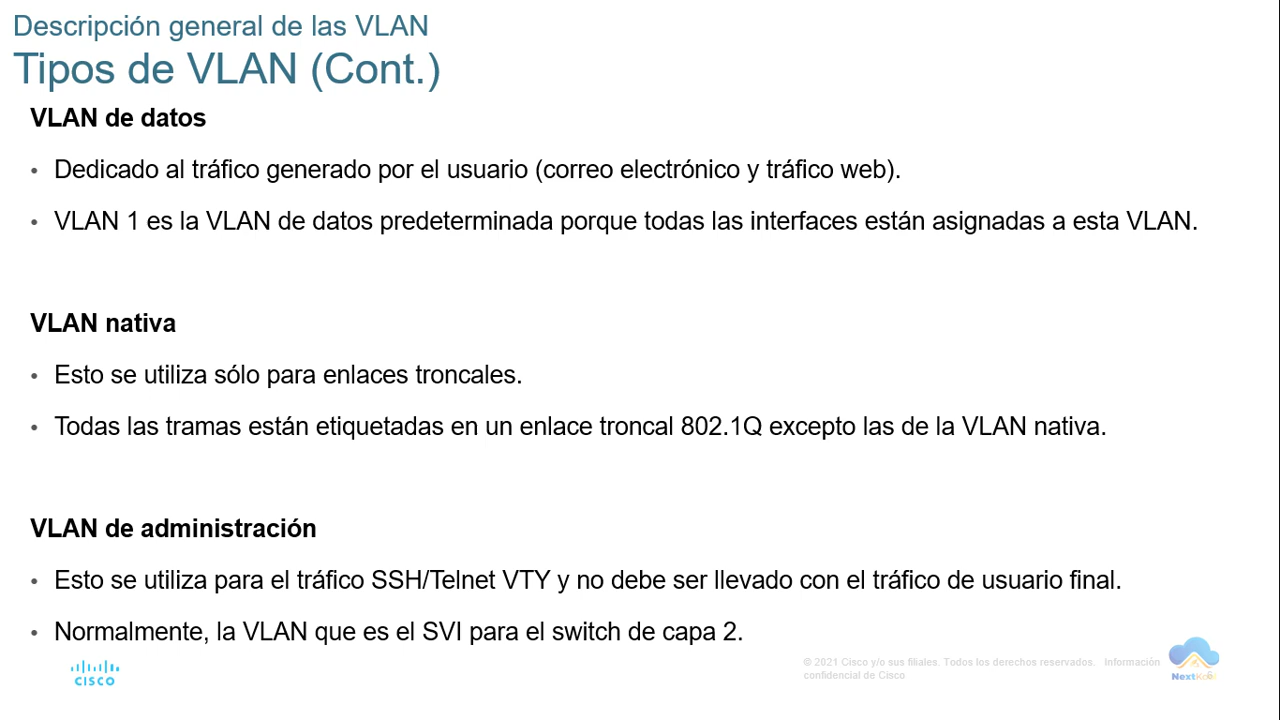 Descripción general de las VLAN
Tipos de VLAN (Cont.)
VLAN de datos
• Dedicado al tráfico generado por el usuario (correo electrónico y tráfico web).
• VLAN 1 es la VLAN de datos predeterminada porque todas las interfaces están asignadas a esta VLAN.
VLAN nativa
• Esto se utiliza sólo para enlaces troncales.
• Todas las tramas están etiquetadas en un enlace troncal 802.1Q excepto las de la VLAN nativa.
VLAN de administración
• Esto se utiliza para el tráfico SSH/Telnet VTY y no debe ser llevado con el tráfico de usuario final.
• Normalmente, la VLAN que es el SVI para el switch de capa 2.
CISCO
© 2021 Cisco y/o sus filiales. Todos los derechos reservados. Información
confidencial de Cisco